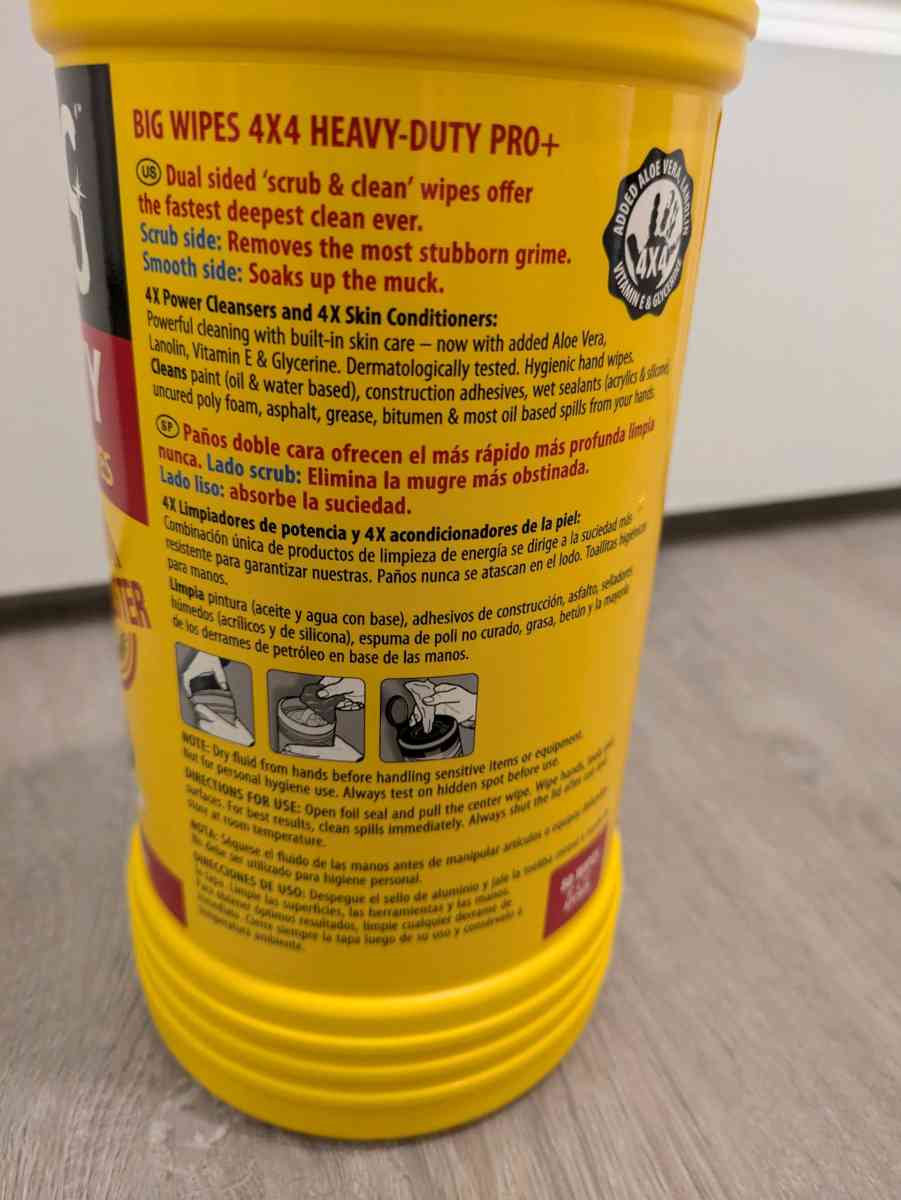 BIG WIPES 4X4 HEAVY-DUTY PRO+
US Dual sided 'scrub & clean' wipes offer
the fastest deepest clean ever.
Scrub side: Removes the most stubborn grime.
Smooth side: Soaks up the muck.
ADDED ALOE VERA, LANOLIN
4X4
VITAMIN E & GLYCERINE
4X Power Cleansers and 4X Skin Conditioners:
Powerful cleaning with built-in skin care – now with added Aloe Vera,
Lanolin, Vitamin E & Glycerine. Dermatologically tested. Hygienic hand wipes.
Cleans paint (oil & water based), construction adhesives, wet sealants (acrylics & silicone)
uncured poly foam, asphalt, grease, bitumen & most oil based spills from your hands.
SP Paños doble cara ofrecen el más rápido más profunda limpia
nunca. Lado scrub: Elimina la mugre más obstinada.
Lado liso: absorbe la suciedad.
4X Limpiadores de potencia y 4X acondicionadores de la piel:
Combinación única de productos de limpieza de energía se dirige a la suciedad más
resistente para garantizar nuestras. Paños nunca se atascan en el lodo. Toallitas higiénicas
para manos.
Limpia pintura (aceite y agua con base), adhesivos de construcción, asfalto, selladores
húmedos (acrílicos y de silicona), espuma de poli no curado, grasa, betún y la mayoría
de los derrames de petróleo en base de las manos.
NOTE: Dry fluid from hands before handling sensitive items or equipment.
Not for personal hygiene use. Always test on hidden spot before use.
DIRECTIONS FOR USE: Open foil seal and pull the center wipe. Wipe hands, tools and
surfaces. For best results, clean spills immediately. Always shut the lid after use and
store at room temperature.
NOTA: Séquese el fluido de las manos antes de manipular artículos o equipos delicados.
No debe ser utilizado para higiene personal.
DIRECCIONES DE USO: Despegue el sello de aluminio y jale la toallita
la tapa. Limpie las superficies, las herramientas y las manos.
Para obtener óptimos resultados, limpie cualquier derrame de
inmediato. Cierre siempre la tapa luego de su uso y consérvelo a
temperatura ambiente.
80 WIPES